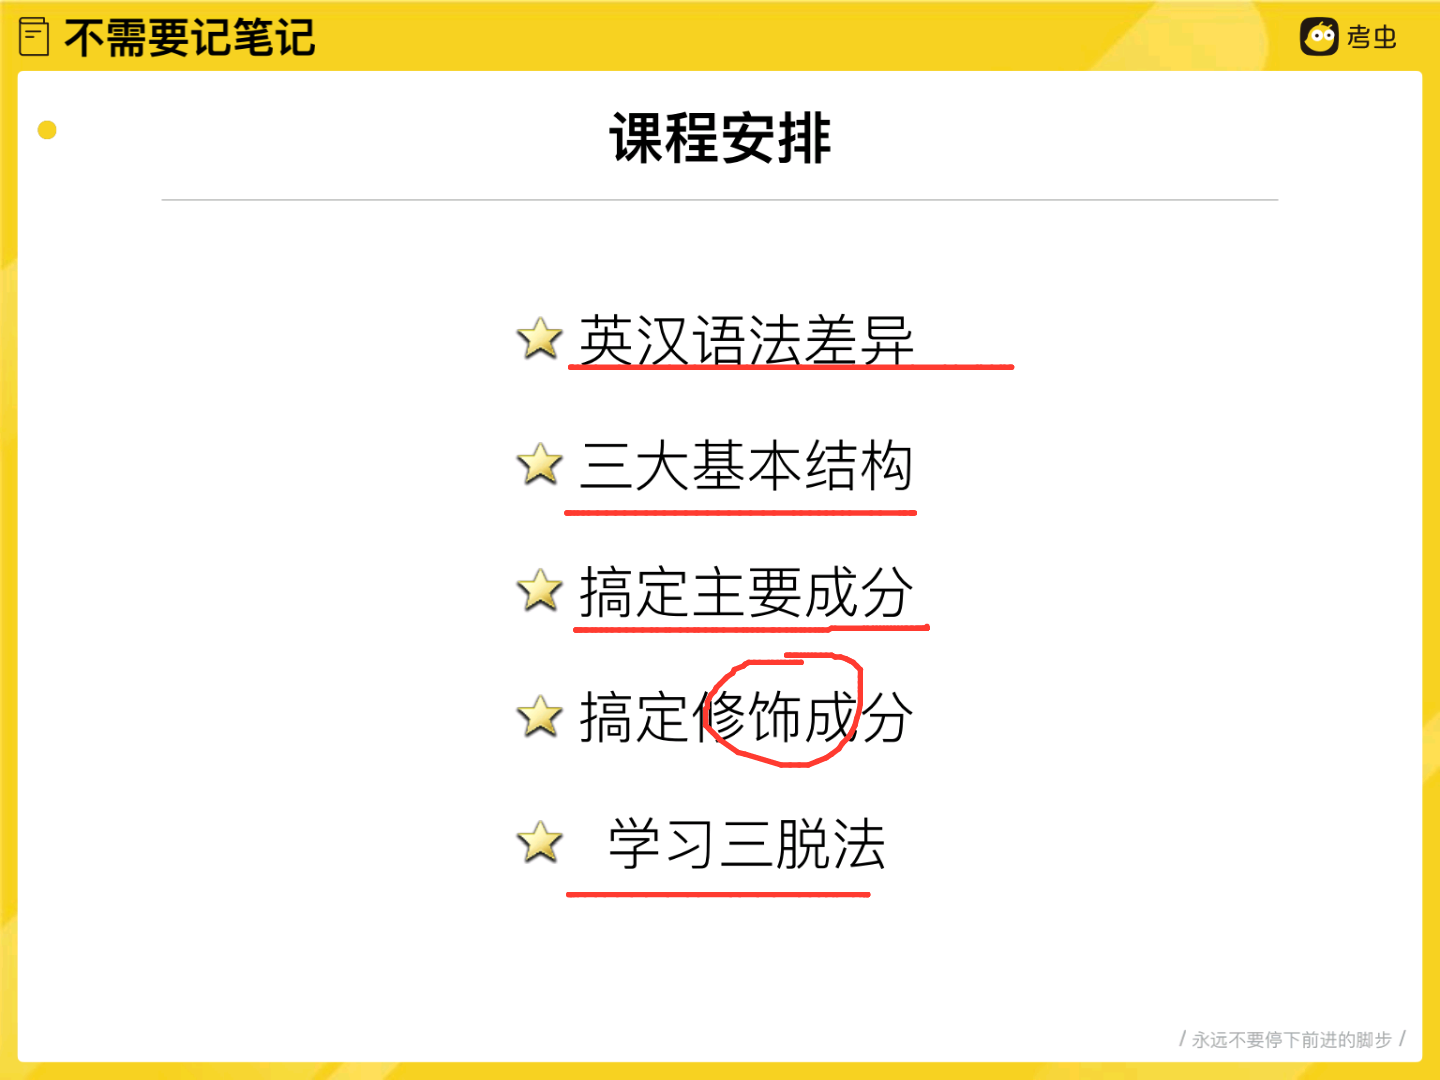 不需要记笔记
考虫
课程安排
英汉语法差异
三大基本结构
搞定主要成分
搞定修饰成分
学习三脱法
/ 永远不要停下前进的脚步 /